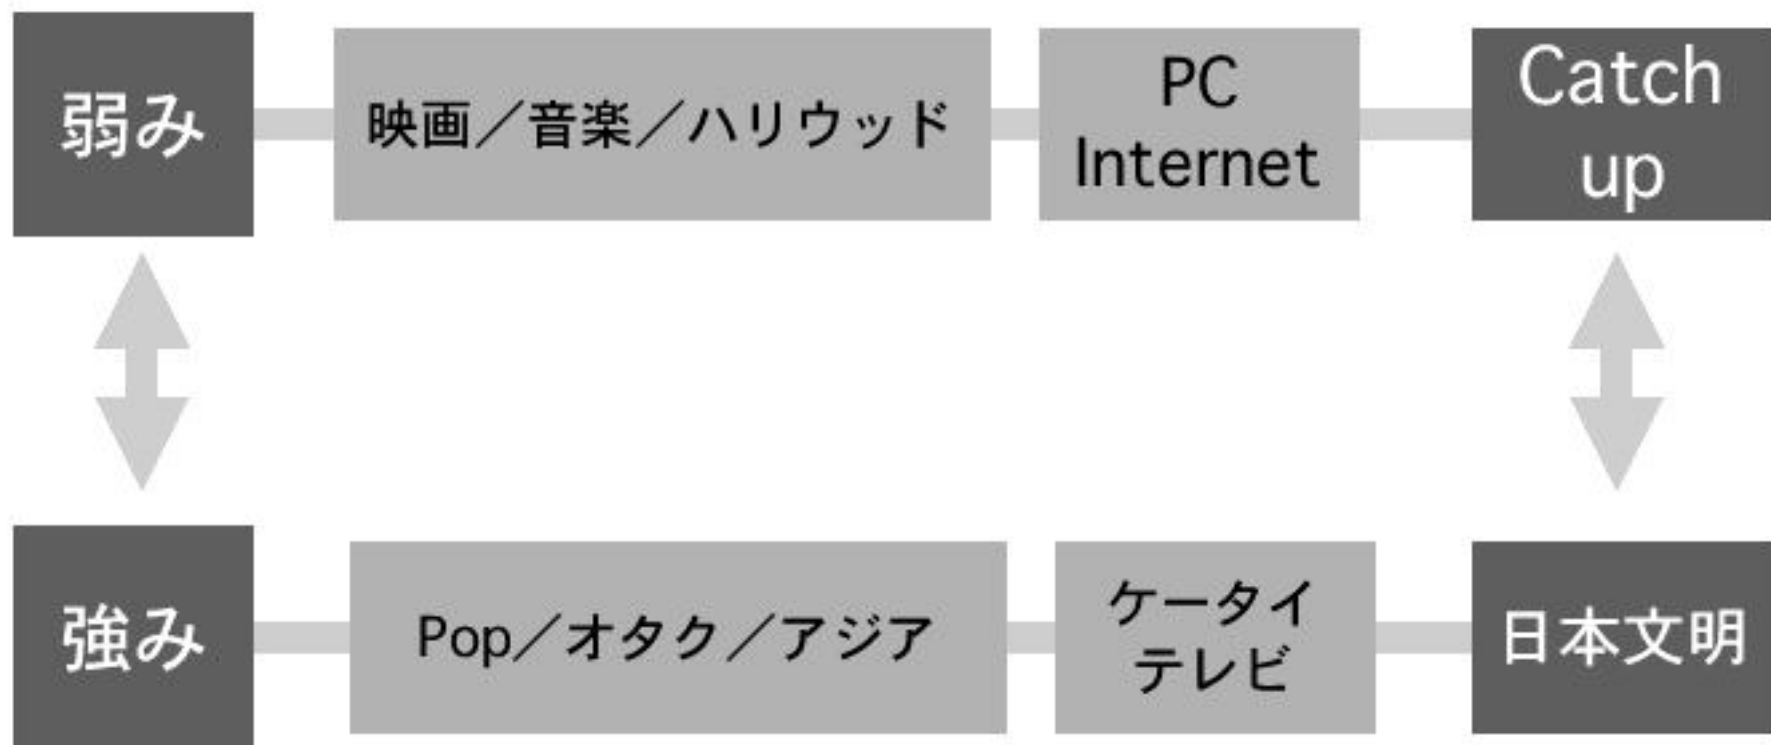 弱み
映画／音楽／ハリウッド
PC
Internet
Catch
up
強み
Pop／オタク／アジア
ケータイ
テレビ
日本文明